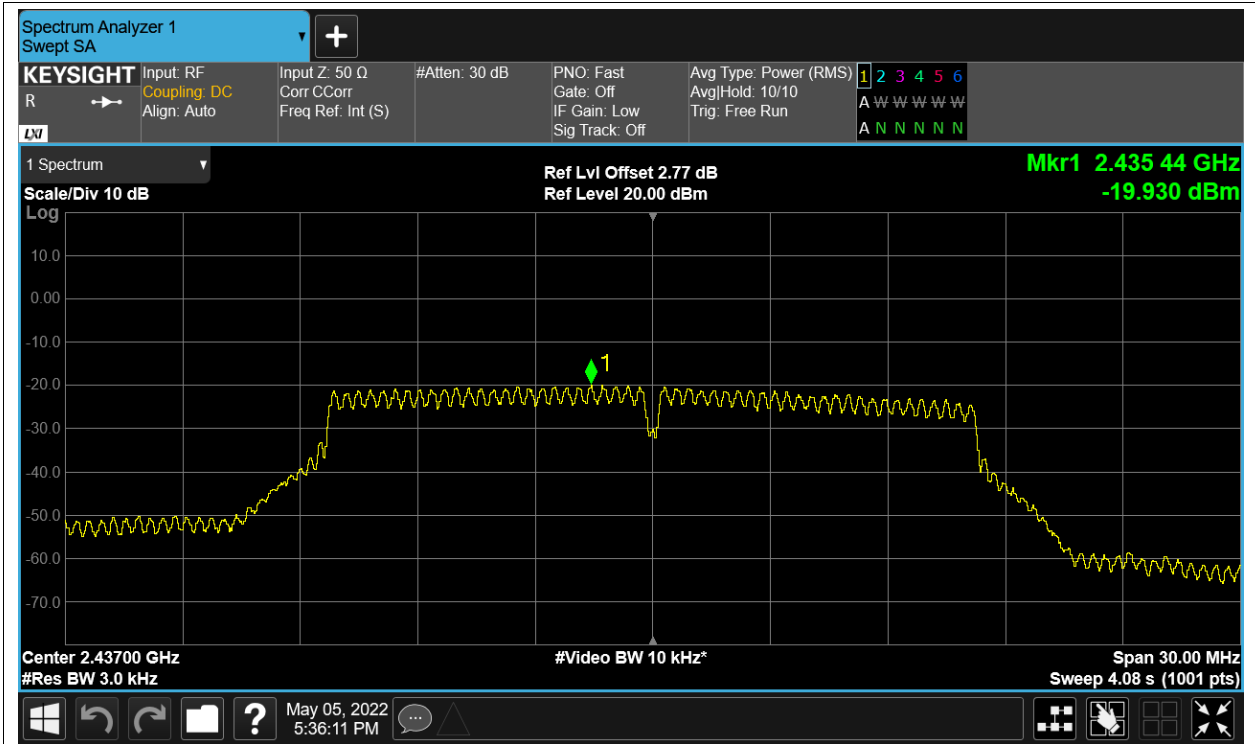 Spectrum Analyzer 1
Swept SA
KEYSIGHT
R
LXI
Input: RF
Coupling: DC
Align: Auto
Input Z: 50 Ω
Corr CCorr
Freq Ref: Int (S)
#Atten: 30 dB
PNO: Fast
Gate: Off
IF Gain: Low
Sig Track: Off
Avg Type: Power (RMS)
Avg|Hold: 10/10
Trig: Free Run
1 2 3 4 5 6
A W W W W W
A N N N N N
1 Spectrum
Scale/Div 10 dB
Log
Ref Lvl Offset 2.77 dB
Ref Level 20.00 dBm
Mkr1 2.435 44 GHz
-19.930 dBm
10.0
0.00
-10.0
-20.0
-30.0
-40.0
-50.0
-60.0
-70.0
1
Center 2.43700 GHz
#Res BW 3.0 kHz
#Video BW 10 kHz*
Span 30.00 MHz
Sweep 4.08 s (1001 pts)
?
May 05, 2022
5:36:11 PM